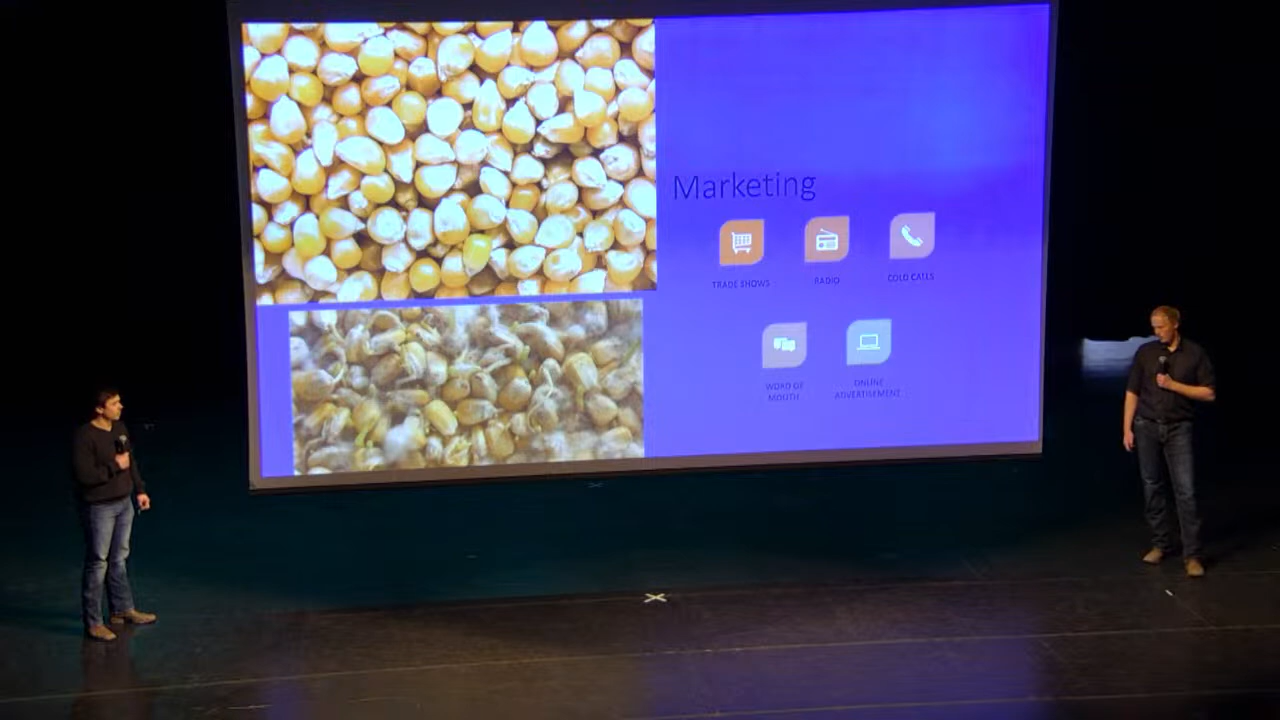 Marketing
TRADE SHOWS
RADIO
COLD CALLS
WORD OF
MOUTH
ONLINE
ADVERTISEMENT